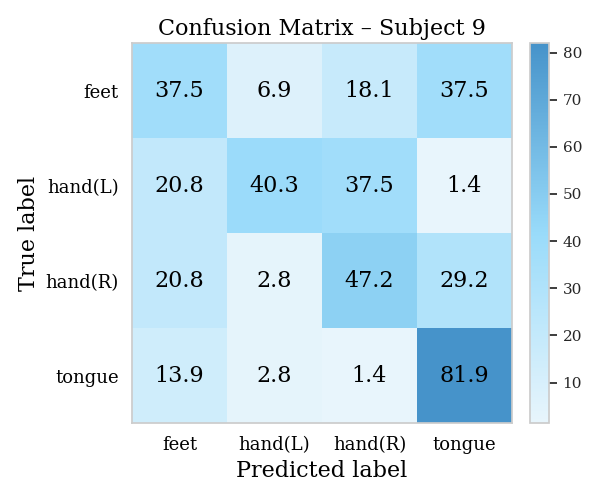 Confusion Matrix – Subject 9
True label
feet 37.5 6.9 18.1 37.5
hand(L) 20.8 40.3 37.5 1.4
hand(R) 20.8 2.8 47.2 29.2
tongue 13.9 2.8 1.4 81.9
feet hand(L) hand(R) tongue
Predicted label
80
70
60
50
40
30
20
10